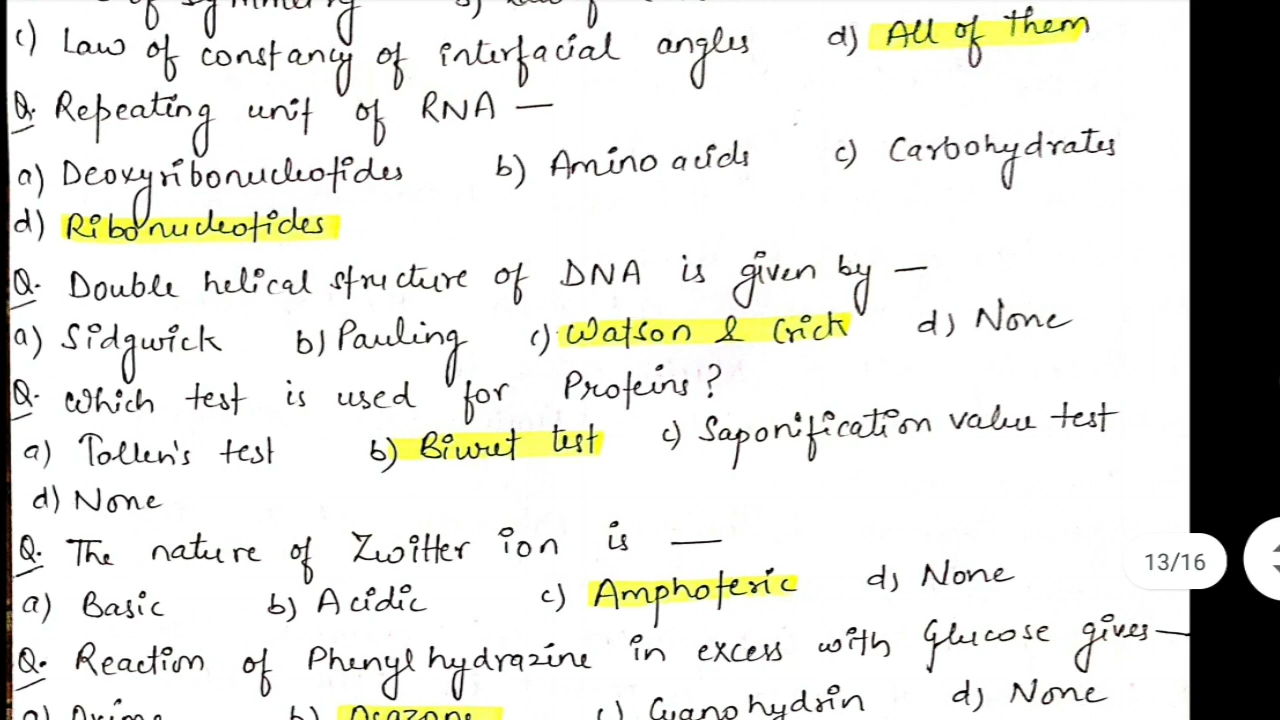 of symmetry
c) Law of constancy of interfacial angles d) All of them
Q. Repeating unit of RNA —
a) Deoxyribonucleotides b) Amino acids c) Carbohydrates
d) Ribonucleotides
Q. Double helical structure of DNA is given by —
a) Sidgwick b) Pauling c) Watson & Crick d) None
Q. Which test is used for Proteins?
a) Tollen's test b) Biuret test c) Saponification value test
d) None
Q. The nature of Zwitter ion is —
13/16
a) Basic b) Acidic c) Amphoteric d) None
Q. Reaction of Phenyl hydrazine in excess with Glucose gives —
a) Oxime b) Osazone c) Cyanohydrin d) None